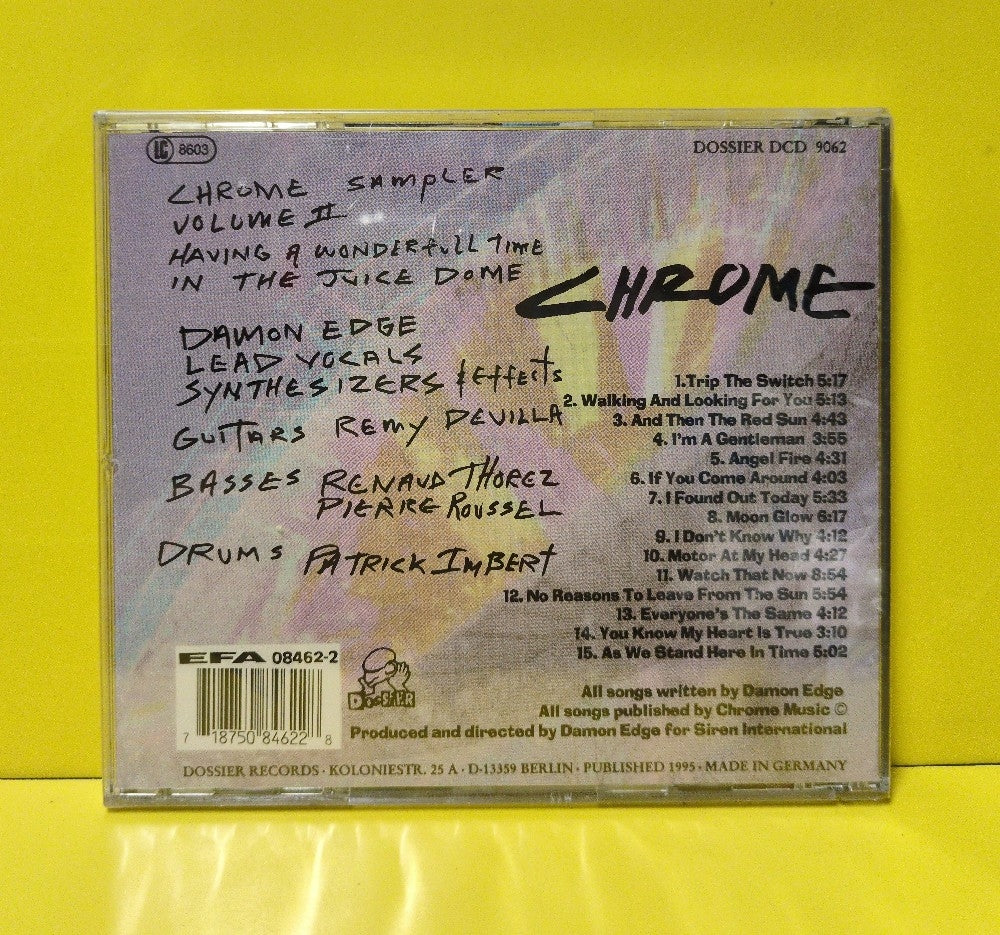 LC 8603
DOSSIER DCD 9062
CHROME SAMPLER
VOLUME II
HAVING A WONDERFULL TIME
IN THE JUICE DOME
CHROME
DAMON EDGE
LEAD VOCALS
SYNTHESIZERS & EFFECTS
GUITARS REMY DEVILLA
BASSES RENAUD THOREZ
PIERRE ROUSSEL
DRUMS PATRICK IMBERT
1.Trip The Switch 5:17
2. Walking And Looking For You 5:13
3. And Then The Red Sun 4:43
4. I'm A Gentleman 3:55
5. Angel Fire 4:31
6. If You Come Around 4:03
7. I Found Out Today 5:33
8. Moon Glow 6:17
9. I Don't Know Why 4:12
10. Motor At My Head 4:27
11. Watch That Now 8:54
12. No Reasons To Leave From The Sun 5:54
13. Everyone's The Same 4:12
14. You Know My Heart Is True 3:10
15. As We Stand Here In Time 5:02
EFA 08462-2
7 18750 84622 8
DOSSIER
All songs written by Damon Edge
All songs published by Chrome Music ©
Produced and directed by Damon Edge for Siren International
DOSSIER RECORDS · KOLONIESTR. 25 A · D-13359 BERLIN · PUBLISHED 1995 · MADE IN GERMANY